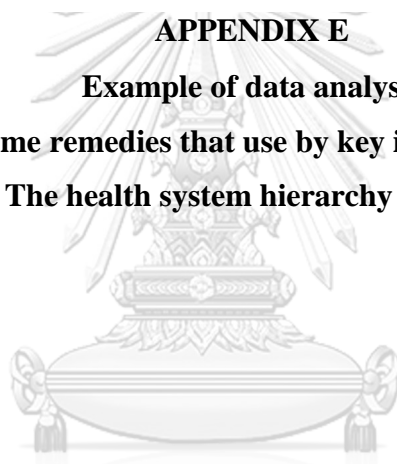 APPENDIX E
Example of data analys
me remedies that use by key i
The health system hierarchy